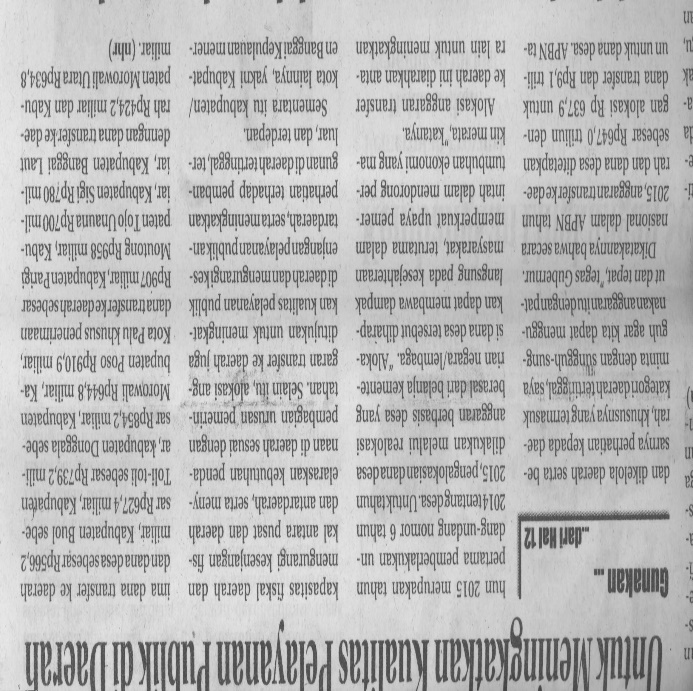 Untuk Meningkatkan Kualitas Pelayanan Publik di Daerah
Gunakan ...
...dari Hal 12
dan dikelola daerah serta be-
sarnya perhatian kepada dae-
rah, khususnya yang termasuk
kategori daerah tertinggal, saya
minta dengan sungguh-sung-
guh agar kita dapat menggu-
nakan anggaran itu dengan pat-
ut dan tepat," tegas Gubernur.
Dikatakannya bahwa secara
nasional dalam APBN tahun
2015, anggaran transfer ke dae-
rah dan dana desa ditetapkan
sebesr Rp647,0 triliun den-
gan alokasi Rp 637,9 untuk
dana transfer dan Rp9,1 trili-
un untuk dana desa. APBN ta-
hun 2015 merupakan tahun
pertama pemberlakukan un-
dang-undang nomor 6 tahun
2014 tentang desa. Untuk tahun
2015, pengalokasian dana desa
dilakukan melalui realokasi
anggaran berbasis desa yang
berasal dari belanja kemente-
rian negara/lembaga. "Aloka-
si dana desa tersebut diharap-
kan dapat membawa dampak
langsung pada kesejahteraan
masyarakat, terutama dalam
memperkuat upaya pemer-
intah dalam mendorong per-
tumbuhan ekonomi yang ma-
kin merata," katanya.
Alokasi anggaran transfer
ke daerah ini diarahkan anta-
ra lain untuk meningkatkan
kapasitas fiskal daerah dan
mengurangi kesenjangan fis-
kal antara pusat dan daerah
dan antardaerah, serta meny-
elaraskan kebutuhan penda-
naan di daerah sesuai dengan
pembagian urusan pemerin-
tahan. Selain itu, alokasi ang-
garan transfer ke daerah juga
ditujukan untuk meningkat-
kan kualitas pelayanan publik
di daerah dan mengurangi kes-
enjangan pelayanan publik an-
tardaerah, serta meningkatkan
perhatian terhadap pemban-
gunan di daerah tertinggal, ter-
luar, dan terdepan.
Sementara itu kabupaten/
kota lainnya, yakni Kabupat-
en Banggai Kepulauan mener-
ima dana transfer ke daerah
dan dana desa sebesar Rp566,2
miliar, Kabupaten Buol sebe-
sar Rp627,4 miliar, Kabupaten
Toli-toli sebesar Rp739,2 mili-
ar, kabupaten Donggala sebe-
sar Rp854,2 miliar, Kabupaten
Morowali Rp644,8 miliar, Ka-
bupaten Poso Rp910,9 miliar,
Kota Palu khusus penerimaan
dana transfer ke daerah sebesar
Rp907 miliar, Kabupaten Parigi
Moutong Rp958 miliar, Kabu-
paten Tojo Unauna Rp700 mil-
iar, Kabupaten Sigi Rp780 mil-
iar, Kabupaten Banggai Laut
denngan dana transfer ke dae-
rah Rp424,2 miliar dan Kabu-
paten Morowali Utara Rp634,8
miliar. (nhr)